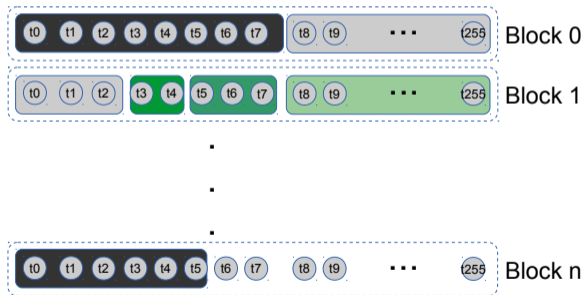 t0 t1 t2 t3 t4 t5 t6 t7 t8 t9 ... t255 Block 0
t0 t1 t2 t3 t4 t5 t6 t7 t8 t9 ... t255 Block 1
.
.
.
t0 t1 t2 t3 t4 t5 t6 t7 t8 t9 ... t255 Block n